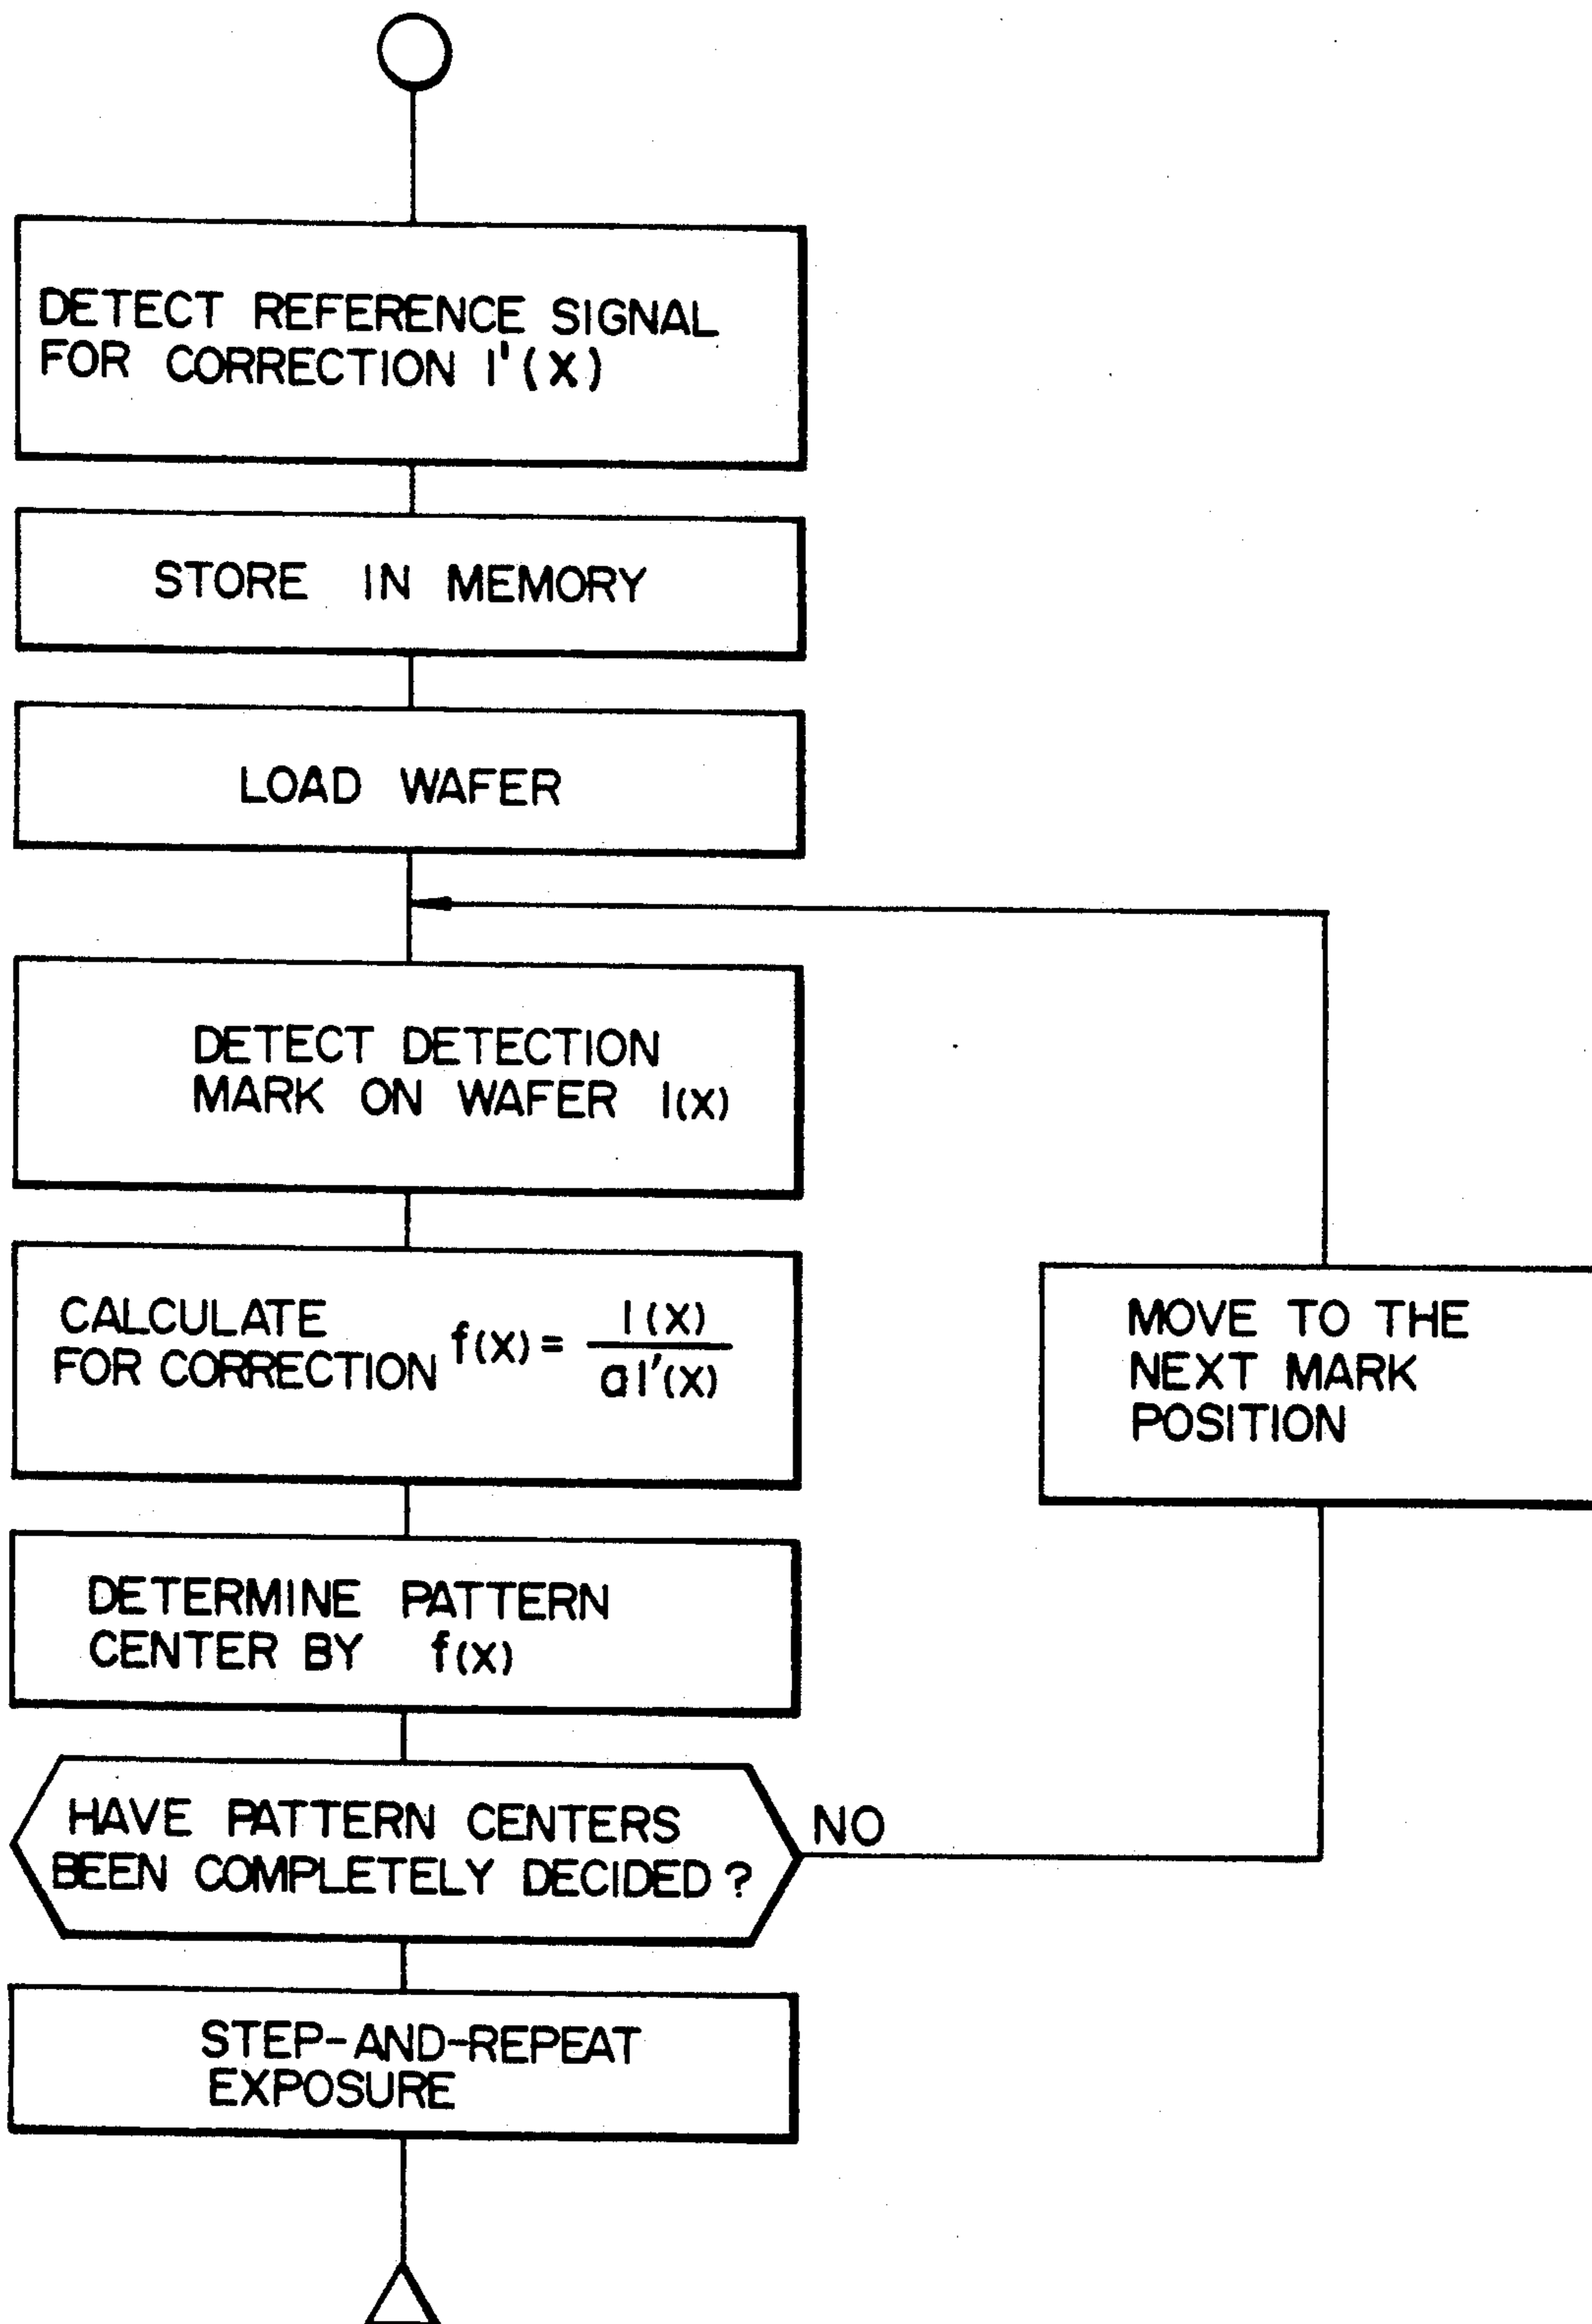 DETECT REFERENCE SIGNAL
FOR CORRECTION I'(X)
STORE IN MEMORY
LOAD WAFER
DETECT DETECTION
MARK ON WAFER I(X)
CALCULATE
FOR CORRECTION f(X) = I(X) / aI'(X)
MOVE TO THE
NEXT MARK
POSITION
DETERMINE PATTERN
CENTER BY f(X)
HAVE PATTERN CENTERS
BEEN COMPLETELY DECIDED?
NO
STEP-AND-REPEAT
EXPOSURE